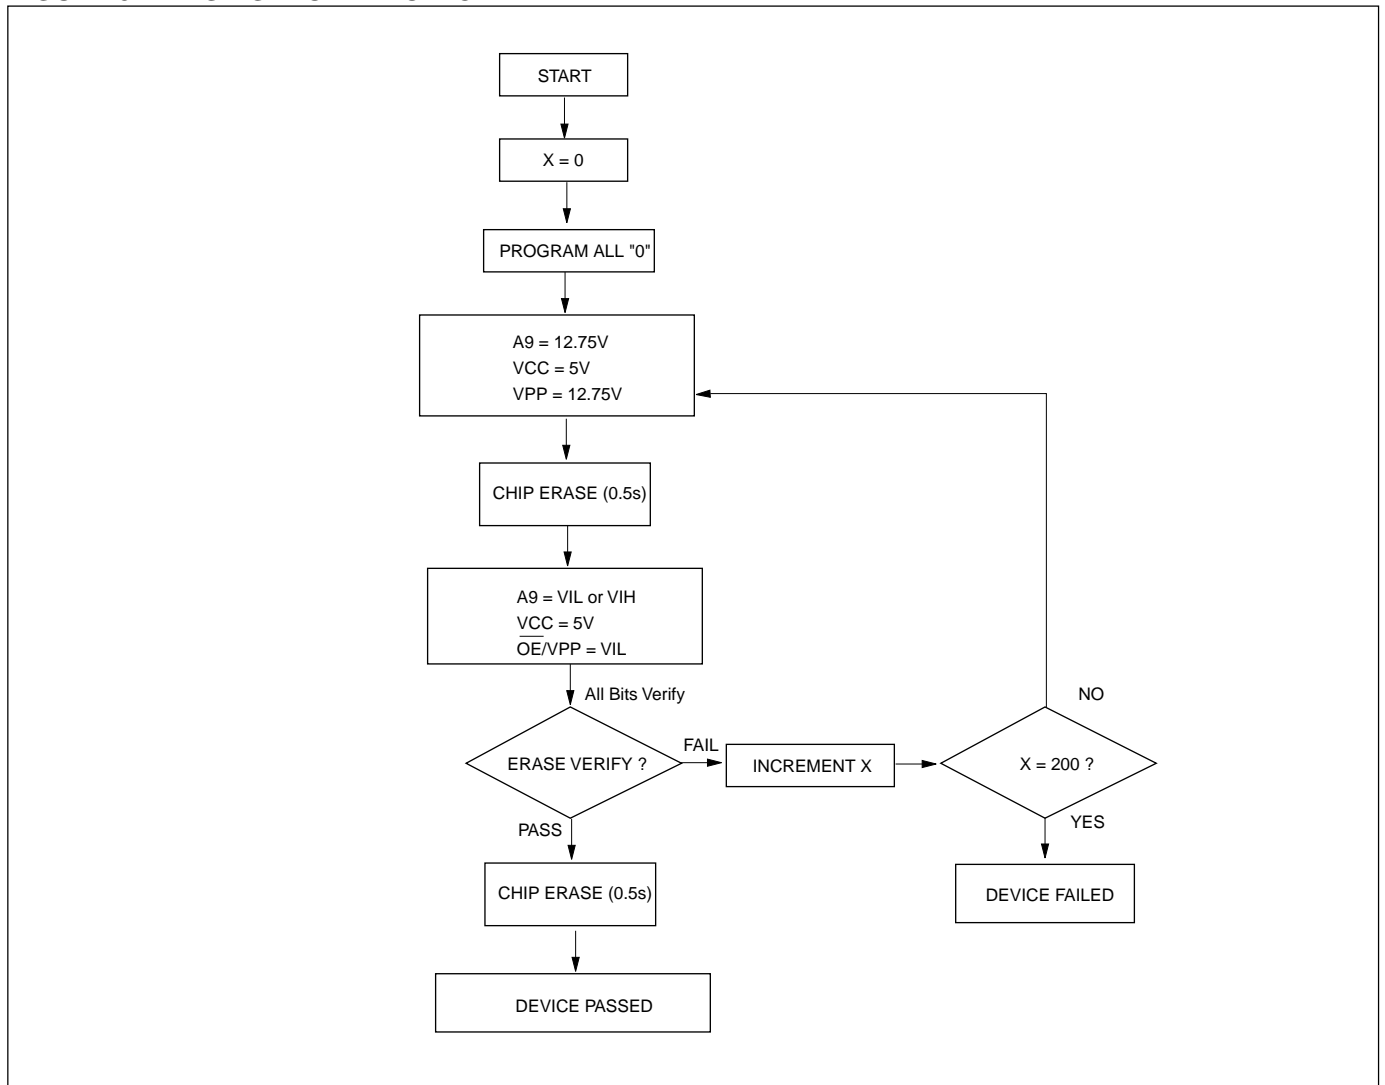 START
X = 0
PROGRAM ALL "0"
A9 = 12.75V
VCC = 5V
VPP = 12.75V
CHIP ERASE (0.5s)
A9 = VIL or VIH
VCC = 5V
O̅E̅/VPP = VIL
All Bits Verify
ERASE VERIFY ?
FAIL
INCREMENT X
X = 200 ?
NO
YES
DEVICE FAILED
PASS
CHIP ERASE (0.5s)
DEVICE PASSED